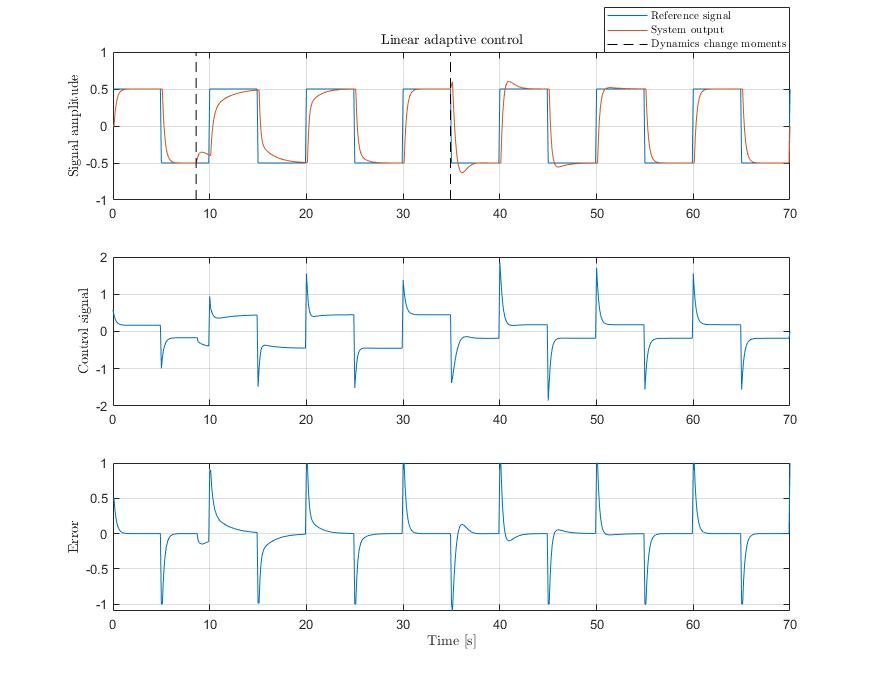 Reference signal
System output
Dynamics change moments
Linear adaptive control
Signal amplitude
1
0.5
0
-0.5
-1
0 10 20 30 40 50 60 70
Control signal
2
1
0
-1
-2
0 10 20 30 40 50 60 70
Error
1
0.5
0
-0.5
-1
0 10 20 30 40 50 60 70
Time [s]